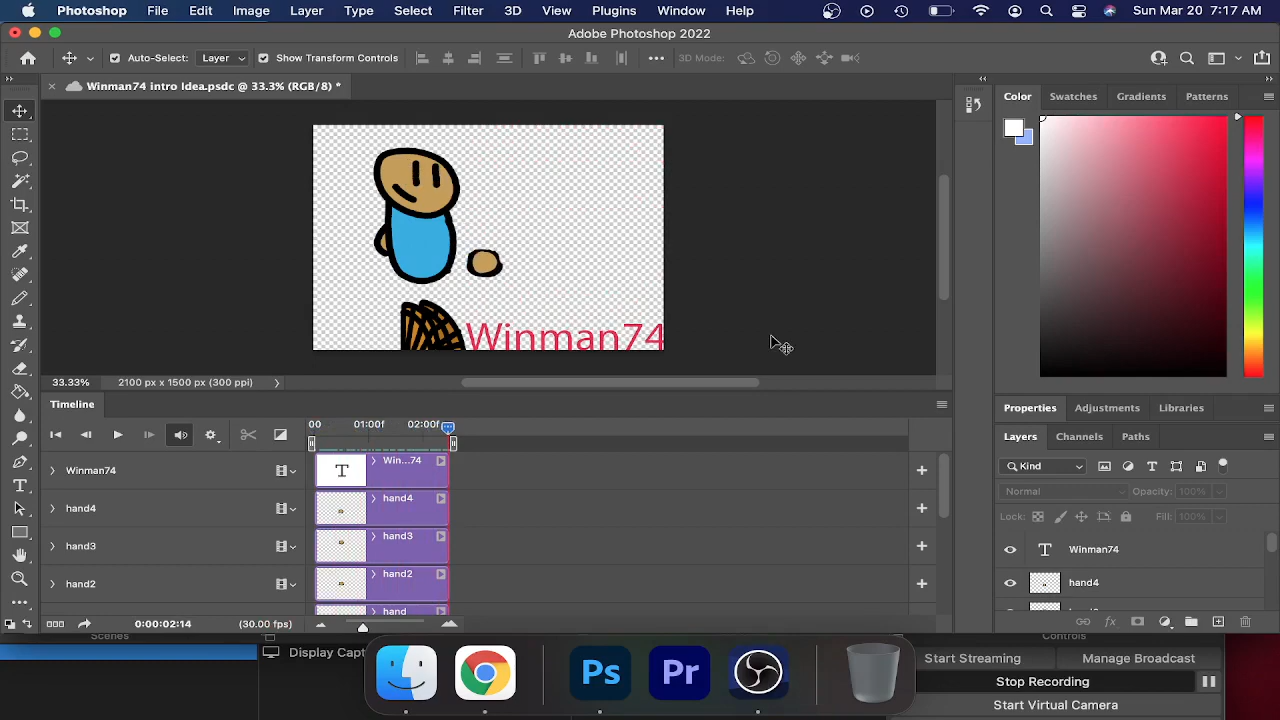 Photoshop File Edit Image Layer Type Select Filter 3D View Plugins Window Help Sun Mar 20 7:17 AM
Adobe Photoshop 2022
Auto-Select: Layer Show Transform Controls 3D Mode:
Winman74 intro Idea.psdc @ 33.3% (RGB/8) *
Color Swatches Gradients Patterns
Winman74
33.33% 2100 px x 1500 px (300 ppi)
Timeline
Properties Adjustments Libraries
00 01:00f 02:00f
Layers Channels Paths
Kind
Winman74 T Win...74
Normal Opacity: 100%
hand4 hand4
Lock: Fill: 100%
hand3 hand3
T Winman74
hand2 hand2
hand4
hand
0:00:02:14 (30.00 fps)
Scenes Controls
Display Capt
Ps Pr
Start Streaming Manage Broadcast
Stop Recording
Start Virtual Camera